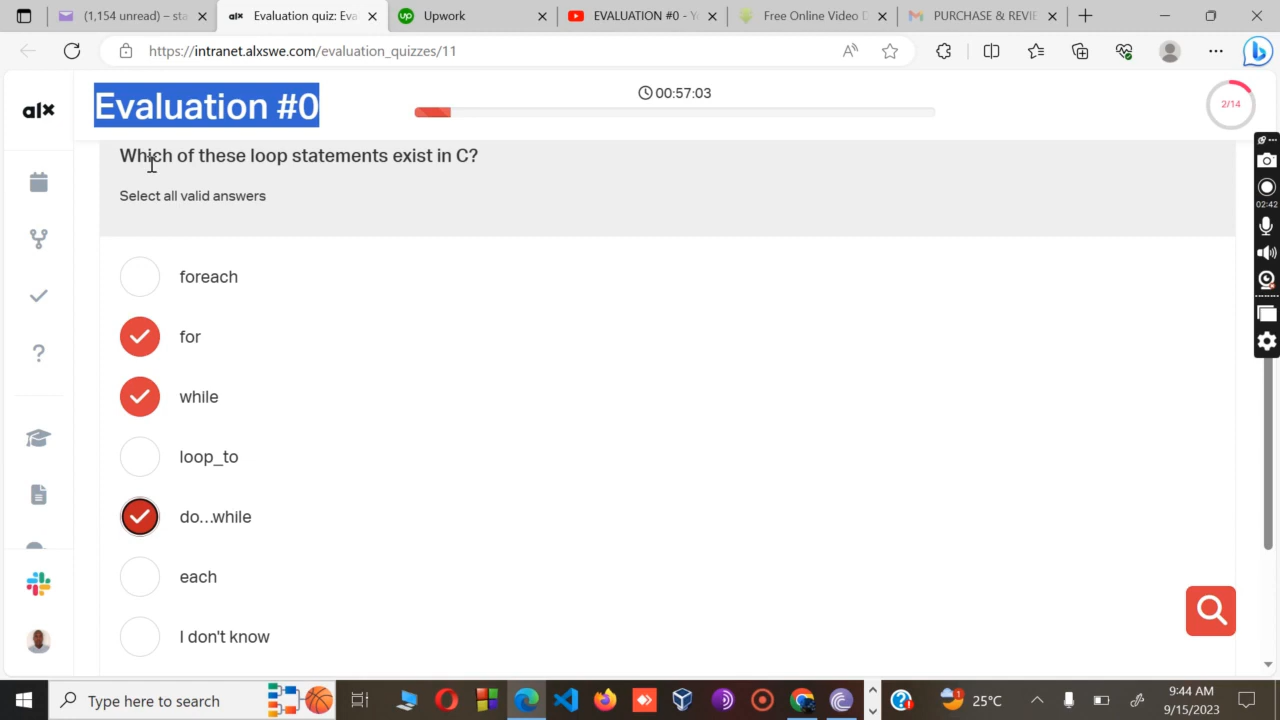 (1,154 unread) – sta
Evaluation quiz: Eva
Upwork
EVALUATION #0 - Y
Free Online Video D
PURCHASE & REVIE
https://intranet.alxswe.com/evaluation_quizzes/11
alx
Evaluation #0
00:57:03
2/14
Which of these loop statements exist in C?
Select all valid answers
02:42
foreach
for
while
loop_to
do...while
each
I don't know
Type here to search
25°C
9:44 AM
9/15/2023